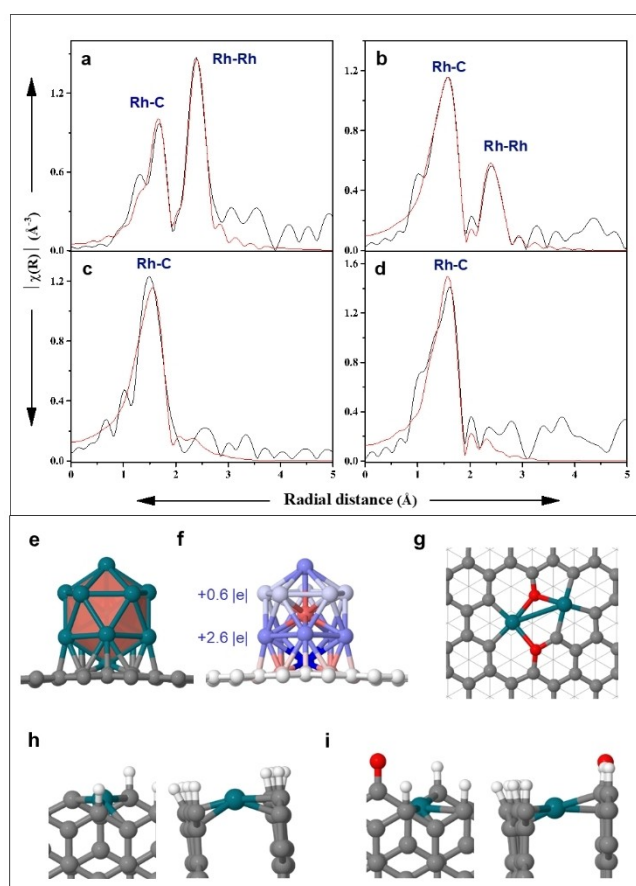 a
Rh-C
Rh-Rh
1.2
0.6
0.0
b
Rh-C
Rh-Rh
1.2
0.8
0.4
0.0
|χ(R)| (Å⁻³)
c
Rh-C
1.2
0.8
0.4
0.0
0 1 2 3 4 5
d
Rh-C
1.6
1.2
0.8
0.4
0.0
0 1 2 3 4 5
Radial distance (Å)
e
f
+0.6 |e|
+2.6 |e|
g
h
i